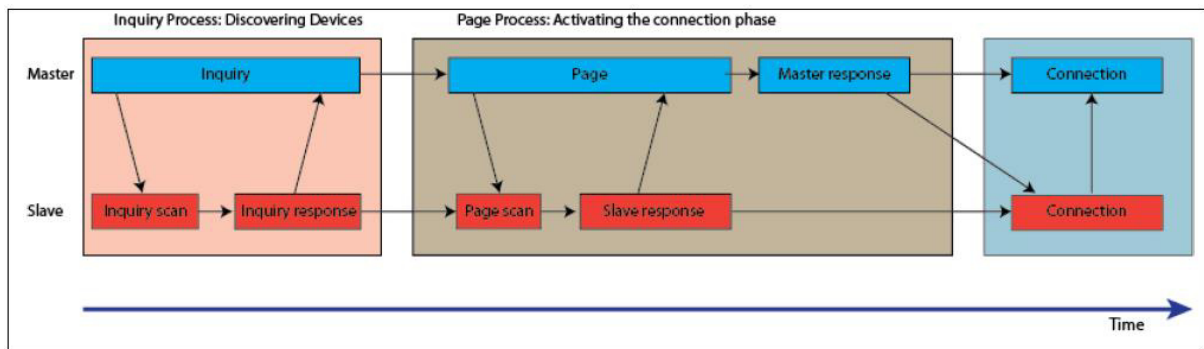 Inquiry Process: Discovering Devices
Page Process: Activating the connection phase
Master
Inquiry
Page
Master response
Connection
Slave
Inquiry scan
Inquiry response
Page scan
Slave response
Connection
Time